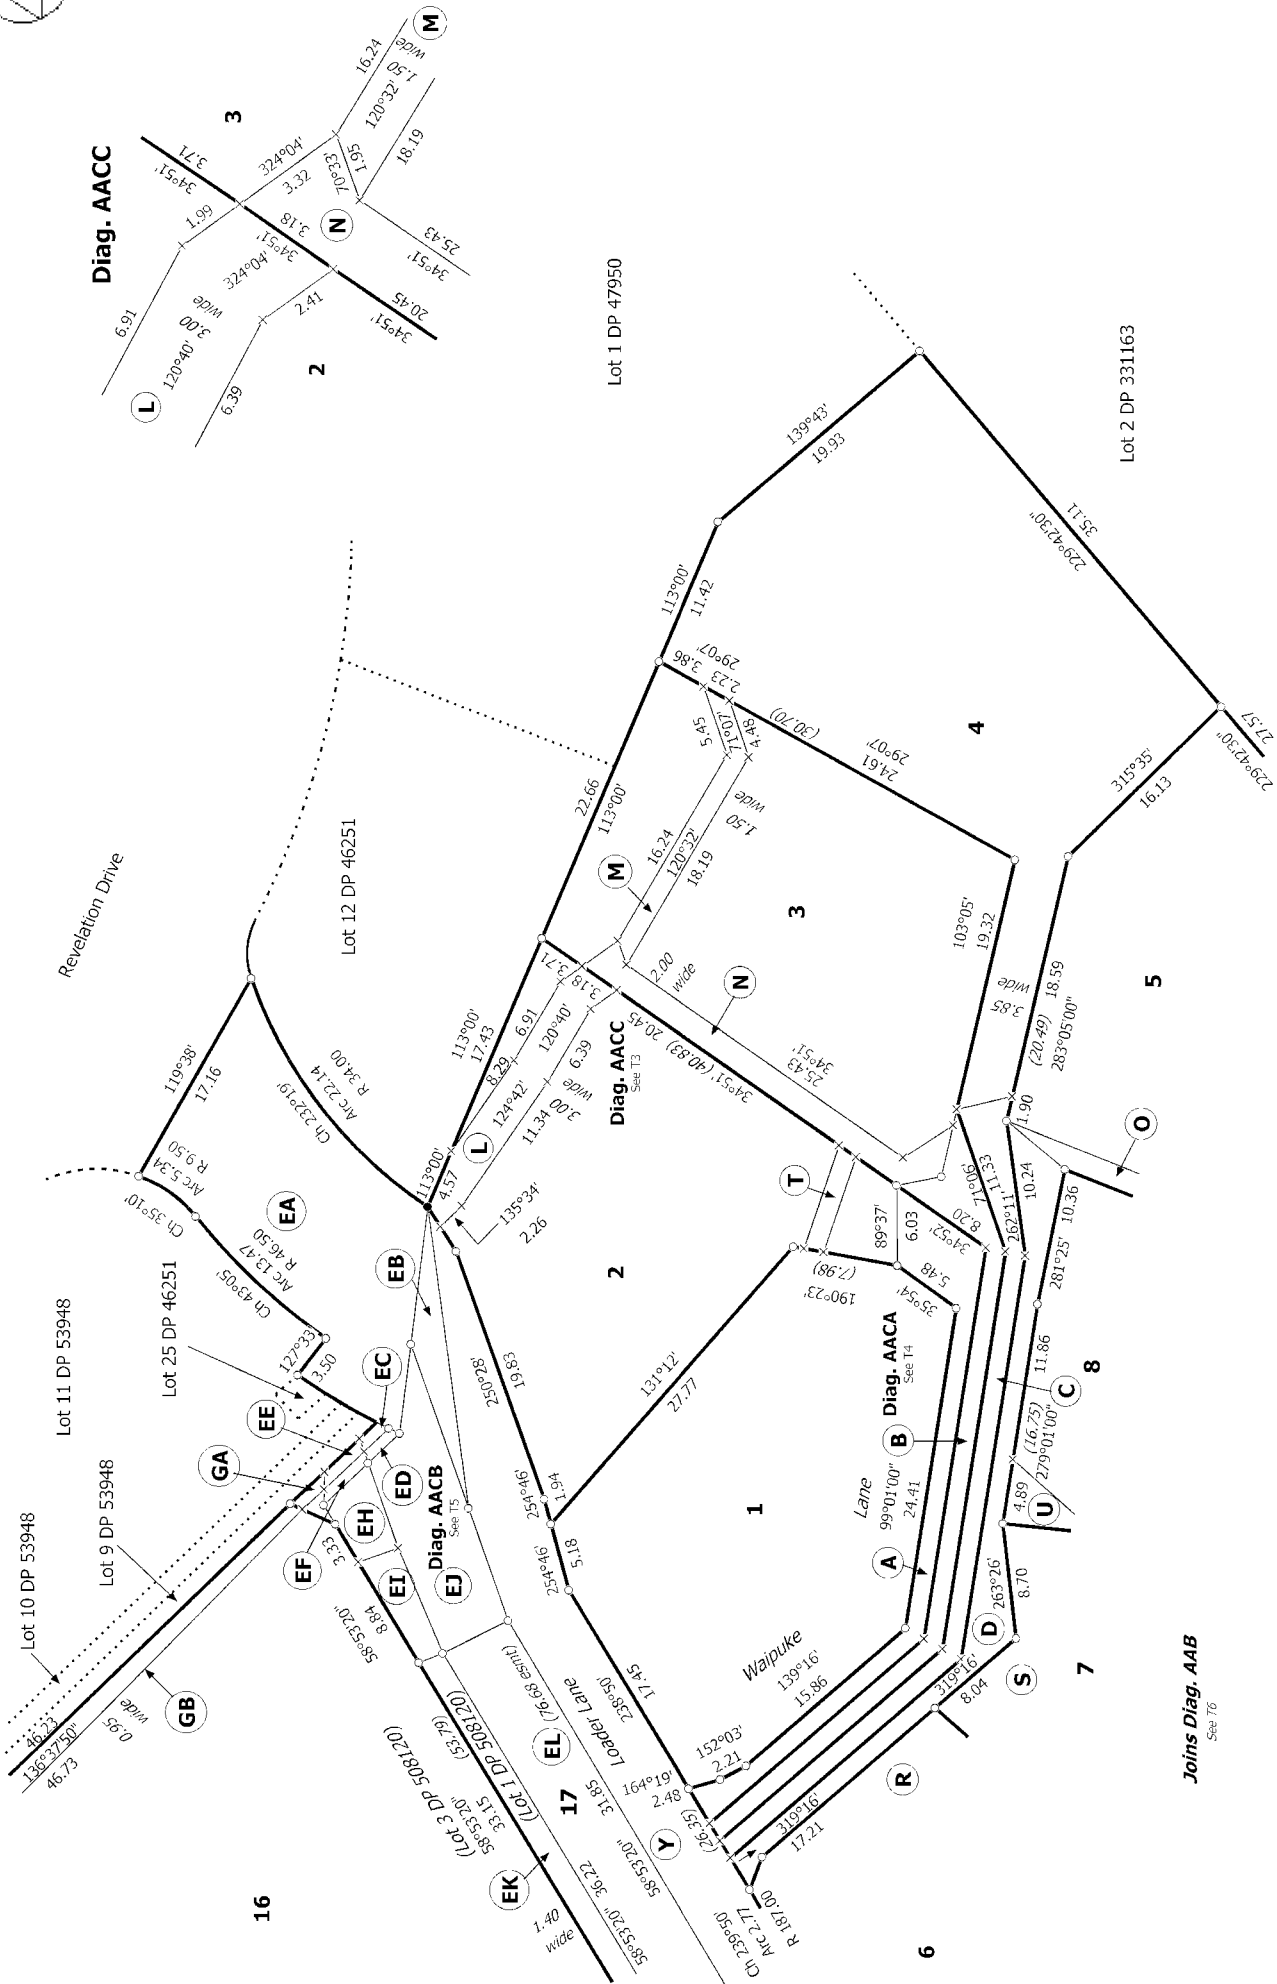 Diag. AACC
3
3.71
34°51'
1.99
324°04'
3.32
16.24
wide
M
1.50
120°32'
1.95
70°33'
18.19
3.18
34°51'
N
25.43
34°51'
6.91
324°04'
wide
3.00
120°40'
L
2.41
6.39
20.45
34°51'
2
Lot 1 DP 47950
Lot 2 DP 331163
139°43'
19.93
35.11
229°42'30"
113°00'
11.42
3.86
29°07'
2.23
5.45
71°07'
4.48
(30.70)
29°07'
24.61
4
315°35'
16.13
27.57
229°42'30"
22.66
113°00'
16.24
120°32'
18.19
wide
1.50
M
3
103°05'
19.32
wide
3.85
18.59
(20.49)
283°05'00"
5
1.90
O
2.00
wide
N
Revelation Drive
Lot 12 DP 46251
119°38'
17.16
R 34.00
Arc 22.14
Ch 232°19'
R 9.50
Arc 5.34
Ch 35°10'
EA
R 46.50
Arc 13.47
Ch 43°05'
113°00'
17.43
3.71
3.18
6.91
120°40'
6.39
8.29
124°42'
11.34
wide
3.00
Diag. AACC
See T3
20.45
34°51' (40.83)
25.43
34°51'
113°00'
4.57
L
135°34'
2.26
T
71°06'
11.33
10.24
262°11'
8.20
34°52'
89°37'
6.03
10.36
281°25'
(7.98)
190°23'
5.48
35°54'
2
Lot 11 DP 53948
Lot 25 DP 46251
127°33'
3.50
EB
EC
EE
GA
ED
EF
EH
EI
EJ
Diag. AACB
See T5
250°28'
19.83
131°12'
27.77
Diag. AACA
See T4
B
C
11.86
(16.75)
279°01'00"
8
4.89
U
254°46'
1.94
254°46'
5.18
1
Lane
99°01'00"
24.41
A
263°26'
8.70
D
S
Lot 10 DP 53948
Lot 9 DP 53948
3.33
58°53'20"
8.84
46.23
136°37'50"
46.73
0.95
wide
GB
(76.68 esmt)
EL
Loader Lane
17.45
238°50'
Waipuke
139°16'
15.86
319°16'
8.04
7
Joins Diag. AAB
See T6
152°03'
2.21
164°19'
2.48
(26.35)
319°16'
17.21
R
(53.79)
(Lot 3 DP 508120)
58°53'20"
33.15
(Lot 1 DP 508120)
17
31.85
58°53'20"
Y
16
EK
1.40
wide
36.22
58°53'20"
R 187.00
Arc 2.77
Ch 239°50'
6